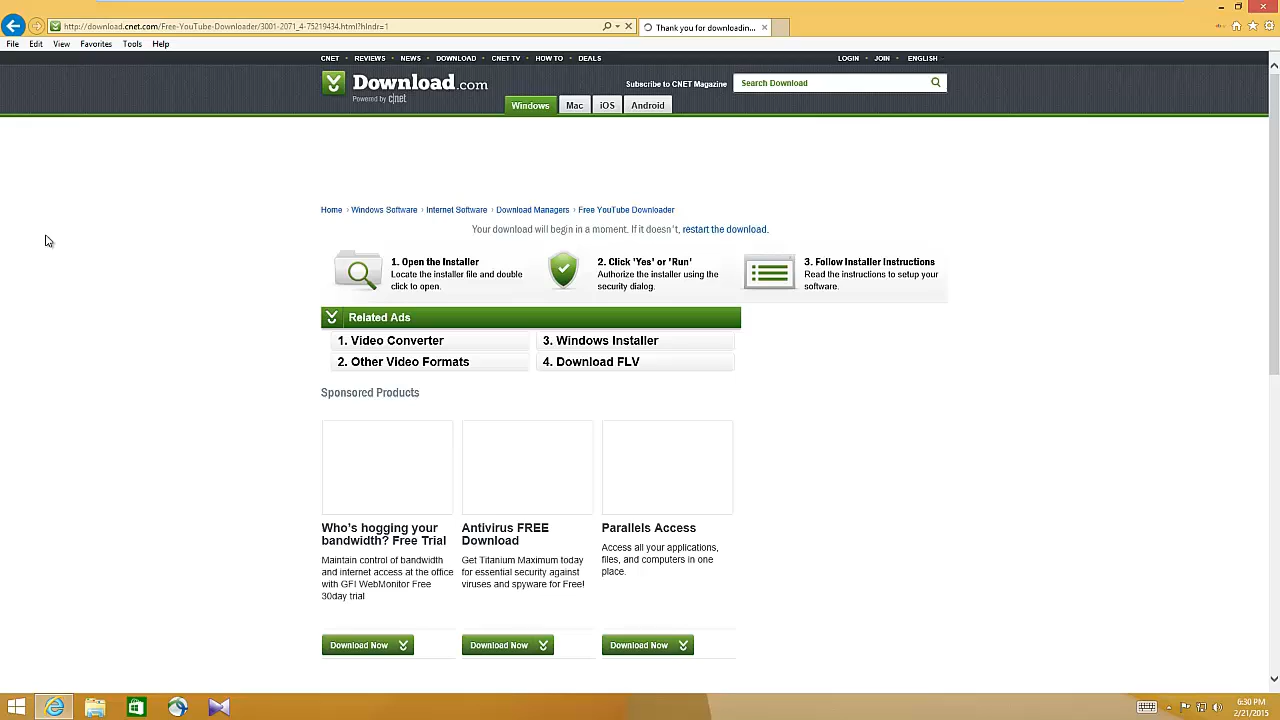 http://download.cnet.com/Free-YouTube-Downloader/3001-2071_4-75219434.html?hlndr=1
Thank you for downloadin...
File Edit View Favorites Tools Help
CNET REVIEWS NEWS DOWNLOAD CNET TV HOW TO DEALS
LOGIN JOIN ENGLISH
Download.com
Powered by c|net
Subscribe to CNET Magazine
Search Download
Windows Mac iOS Android
Home › Windows Software › Internet Software › Download Managers › Free YouTube Downloader
Your download will begin in a moment. If it doesn't, restart the download.
1. Open the Installer
Locate the installer file and double
click to open.
2. Click 'Yes' or 'Run'
Authorize the installer using the
security dialog.
3. Follow Installer Instructions
Read the instructions to setup your
software.
Related Ads
1. Video Converter
3. Windows Installer
2. Other Video Formats
4. Download FLV
Sponsored Products
Who's hogging your
bandwidth? Free Trial
Maintain control of bandwidth
and internet access at the office
with GFI WebMonitor Free
30day trial
Download Now
Antivirus FREE
Download
Get Titanium Maximum today
for essential security against
viruses and spyware for Free!
Download Now
Parallels Access
Access all your applications,
files, and computers in one
place.
Download Now
6:30 PM
2/21/2015